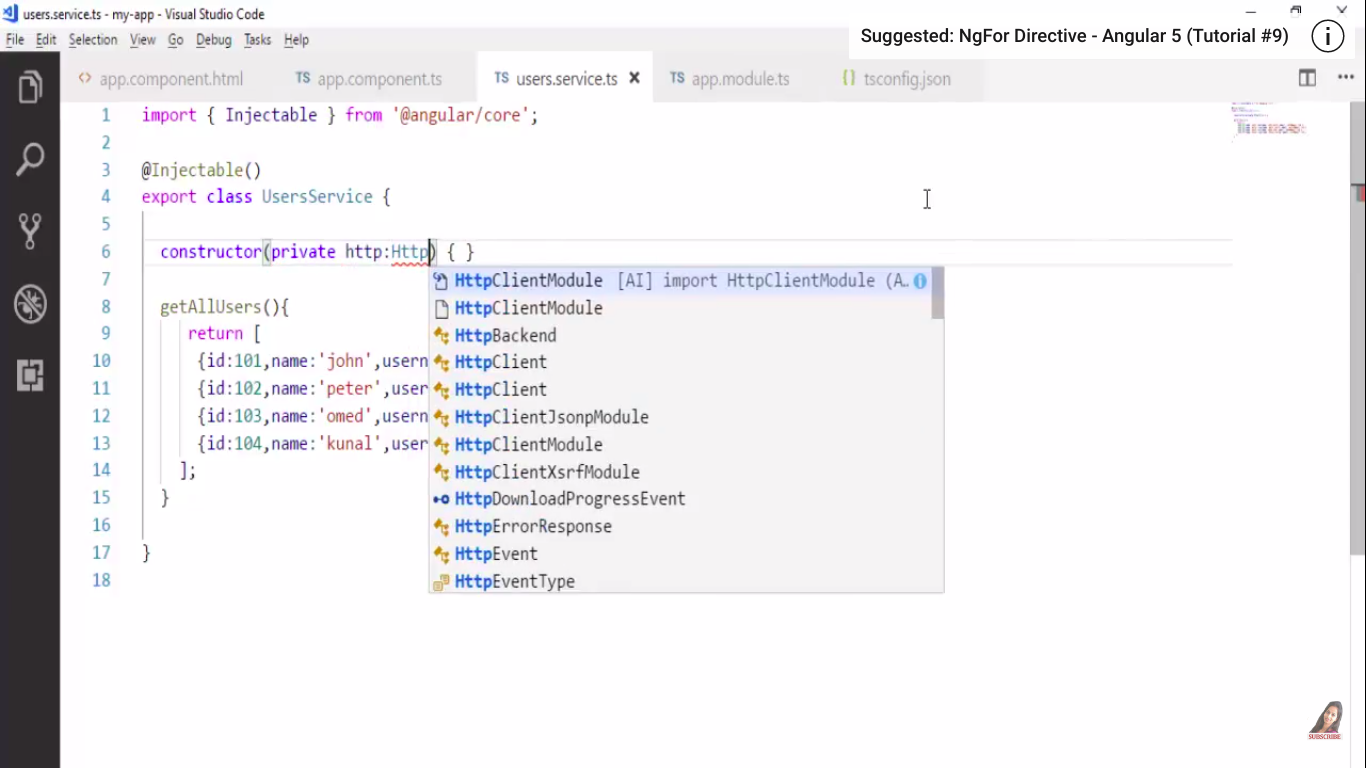 users.service.ts - my-app - Visual Studio Code
File Edit Selection View Go Debug Tasks Help
Suggested: NgFor Directive - Angular 5 (Tutorial #9)
<> app.component.html TS app.component.ts TS users.service.ts TS app.module.ts {} tsconfig.json
1 import { Injectable } from '@angular/core';
2
3 @Injectable()
4 export class UsersService {
5
6 constructor(private http:Http) { }
7
8 getAllUsers(){
9 return [
10 {id:101,name:'john',usern
11 {id:102,name:'peter',user
12 {id:103,name:'omed',usern
13 {id:104,name:'kunal',user
14 ];
15 }
16
17 }
18
HttpClientModule [AI] import HttpClientModule (A..
HttpClientModule
HttpBackend
HttpClient
HttpClient
HttpClientJsonpModule
HttpClientModule
HttpClientXsrfModule
HttpDownloadProgressEvent
HttpErrorResponse
HttpEvent
HttpEventType
SUBSCRIBE